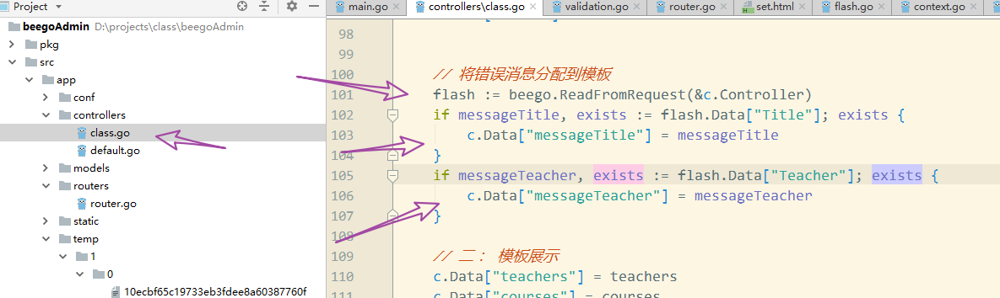 Project
beegoAdmin D:\projects\class\beegoAdmin
pkg
src
app
conf
controllers
class.go
default.go
models
routers
router.go
static
temp
1
0
10ecbf65c19733eb3fdee8a60387760f
main.go controllers\class.go validation.go router.go set.html flash.go context.go
98
99
100 // 将错误消息分配到模板
101 flash := beego.ReadFromRequest(&c.Controller)
102 if messageTitle, exists := flash.Data["Title"]; exists {
103 c.Data["messageTitle"] = messageTitle
104 }
105 if messageTeacher, exists := flash.Data["Teacher"]; exists {
106 c.Data["messageTeacher"] = messageTeacher
107 }
108
109 // 二： 模板展示
110 c.Data["teachers"] = teachers
111 c.Data["courses"] = courses